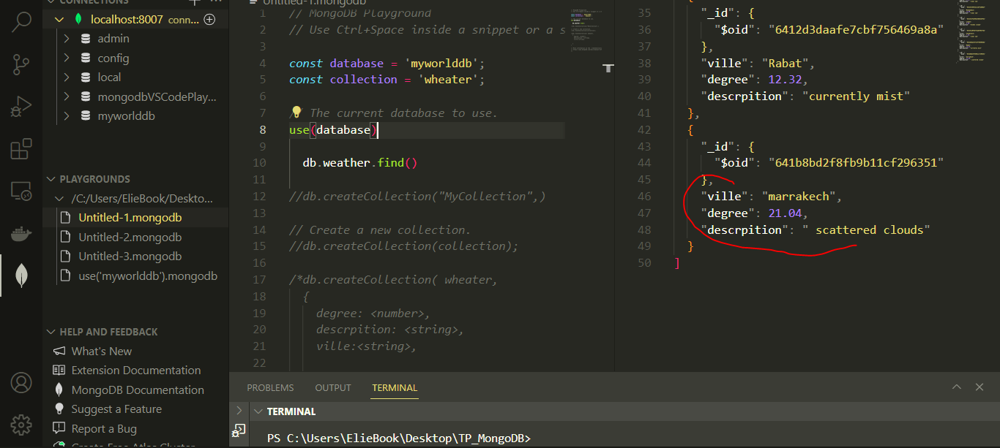 CONNECTIONS
localhost:8007 conn...
admin
config
local
mongodbVSCodePlay...
myworlddb
PLAYGROUNDS
/C:/Users/ElieBook/Deskto...
Untitled-1.mongodb
Untitled-2.mongodb
Untitled-3.mongodb
use('myworlddb').mongodb
HELP AND FEEDBACK
What's New
Extension Documentation
MongoDB Documentation
Suggest a Feature
Report a Bug
Create Free Atlas Cluster
Untitled-1.mongodb
1 // MongoDB Playground
2 // Use Ctrl+Space inside a snippet or a s
3
4 const database = 'myworlddb';
5 const collection = 'wheater';
6
7 // The current database to use.
8 use(database)
9
10 db.weather.find()
11
12 //db.createCollection("MyCollection",)
13
14 // Create a new collection.
15 //db.createCollection(collection);
16
17 /*db.createCollection( wheater,
18 {
19 degree: <number>,
20 descrpition: <string>,
21 ville:<string>,
22
{
35 "_id": {
36 "$oid": "6412d3daafe7cbf756469a8a"
37 },
38 "ville": "Rabat",
39 "degree": 12.32,
40 "descrpition": "currently mist"
41 },
42 {
43 "_id": {
44 "$oid": "641b8bd2f8fb9b11cf296351"
45 },
46 "ville": "marrakech",
47 "degree": 21.04,
48 "descrpition": " scattered clouds"
49 }
50 ]
PROBLEMS OUTPUT TERMINAL
TERMINAL
PS C:\Users\ElieBook\Desktop\TP_MongoDB>